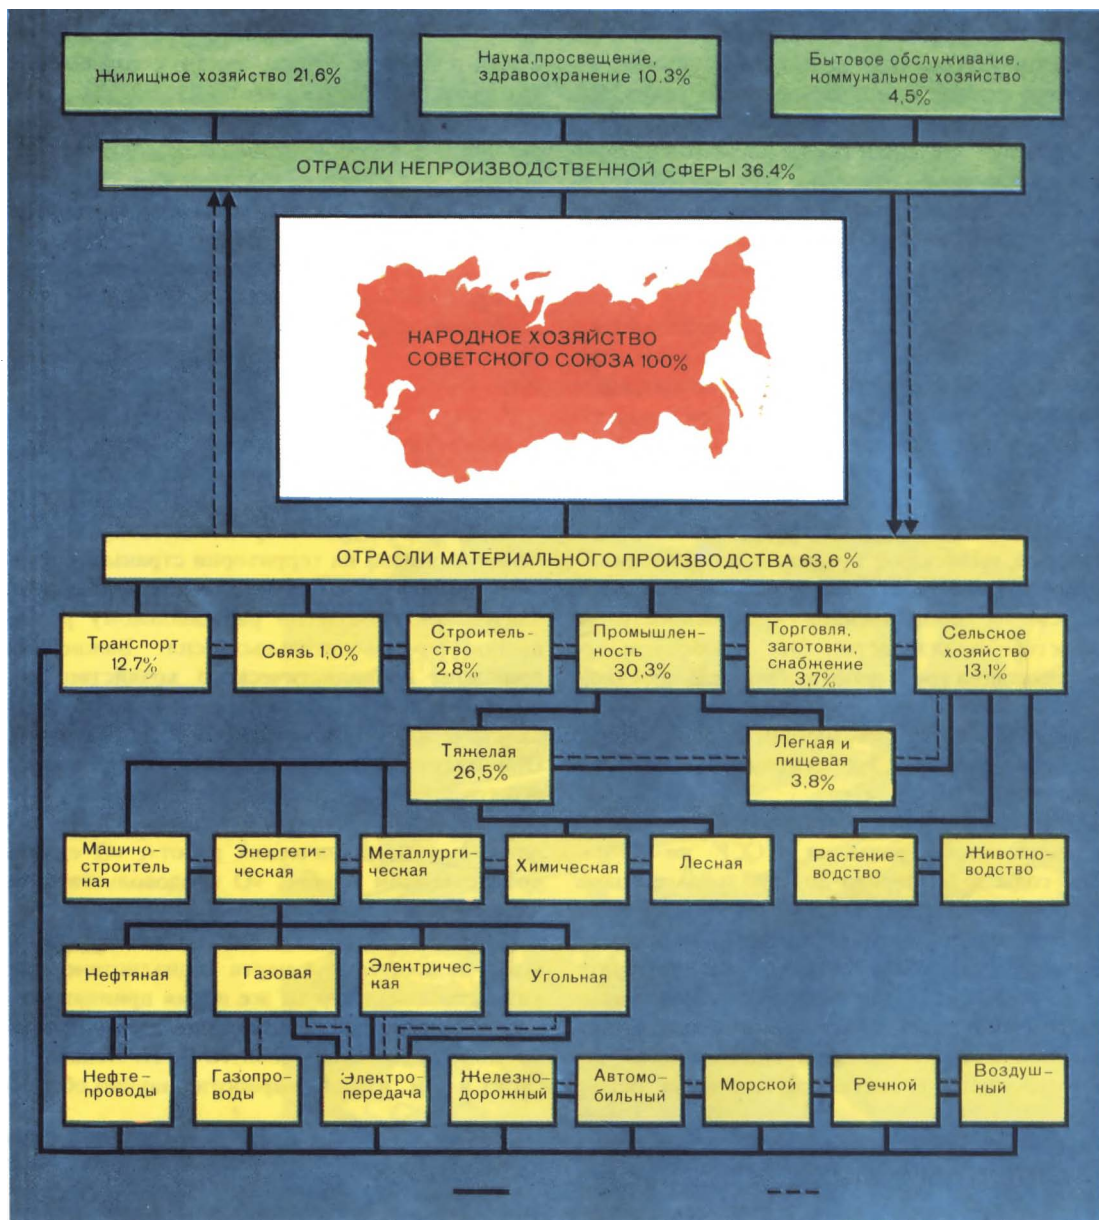 Жилищное хозяйство 21,6%
Наука,просвещение,
здравоохранение 10.3%
Бытовое обслуживание,
коммунальное хозяйство
4,5%
ОТРАСЛИ НЕПРОИЗВОДСТВЕННОЙ СФЕРЫ 36.4%
НАРОДНОЕ ХОЗЯЙСТВО
СОВЕТСКОГО СОЮЗА 100%
ОТРАСЛИ МАТЕРИАЛЬНОГО ПРОИЗВОДСТВА 63,6 %
Транспорт
12,7%
Связь 1,0%
Строитель-
ство
2,8%
Промышлен-
ность
30,3%
Торговля,
заготовки,
снабжение
3,7%
Сельское
хозяйство
13,1%
Тяжелая
26,5%
Легкая и
пищевая
3,8%
Машино-
строитель
ная
Энергети-
ческая
Металлурги-
ческая
Химическая
Лесная
Растение-
водство
Животно-
водство
Нефтяная
Газовая
Электричес-
кая
Угольная
Нефте-
проводы
Газопро-
воды
Электро-
передача
Железно-
дорожный
Автомо-
бильный
Морской
Речной
Воздуш-
ный